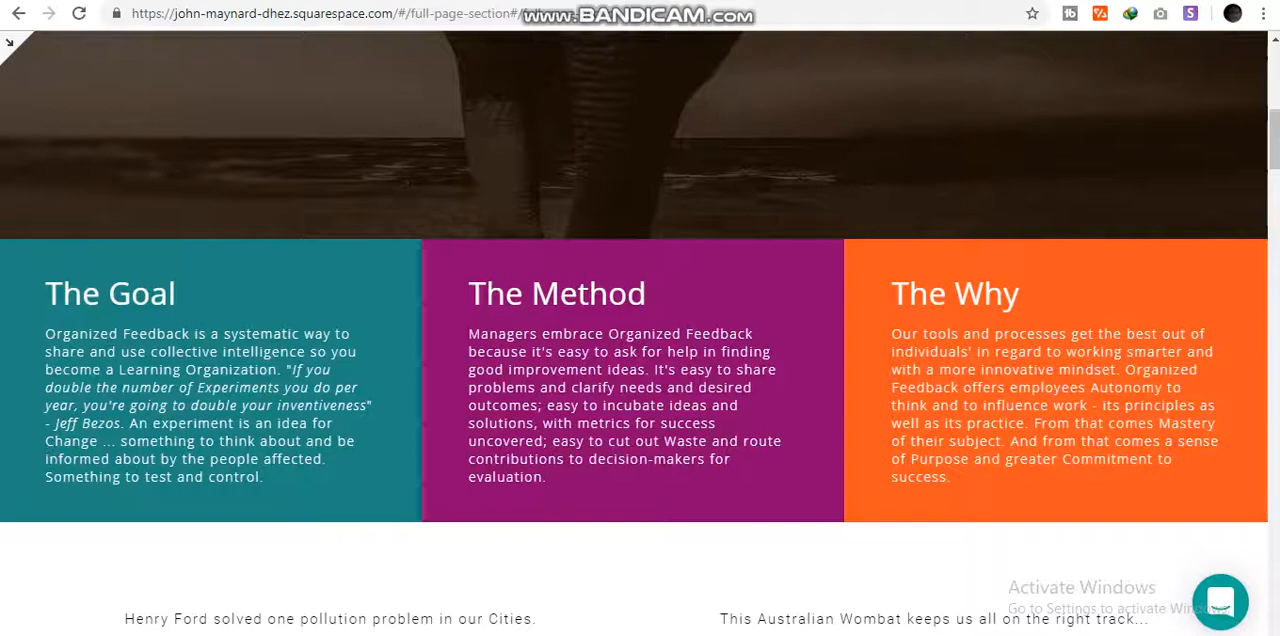 https://john-maynard-dhez.squarespace.com/#/full-page-section#/
www.BANDICAM.com
The Goal
Organized Feedback is a systematic way to
share and use collective intelligence so you
become a Learning Organization. "If you
double the number of Experiments you do per
year, you're going to double your inventiveness"
- Jeff Bezos. An experiment is an idea for
Change ... something to think about and be
informed about by the people affected.
Something to test and control.
The Method
Managers embrace Organized Feedback
because it's easy to ask for help in finding
good improvement ideas. It's easy to share
problems and clarify needs and desired
outcomes; easy to incubate ideas and
solutions, with metrics for success
uncovered; easy to cut out Waste and route
contributions to decision-makers for
evaluation.
The Why
Our tools and processes get the best out of
individuals' in regard to working smarter and
with a more innovative mindset. Organized
Feedback offers employees Autonomy to
think and to influence work - its principles as
well as its practice. From that comes Mastery
of their subject. And from that comes a sense
of Purpose and greater Commitment to
success.
Henry Ford solved one pollution problem in our Cities.
This Australian Wombat keeps us all on the right track...
Activate Windows
Go to Settings to activate Windows.